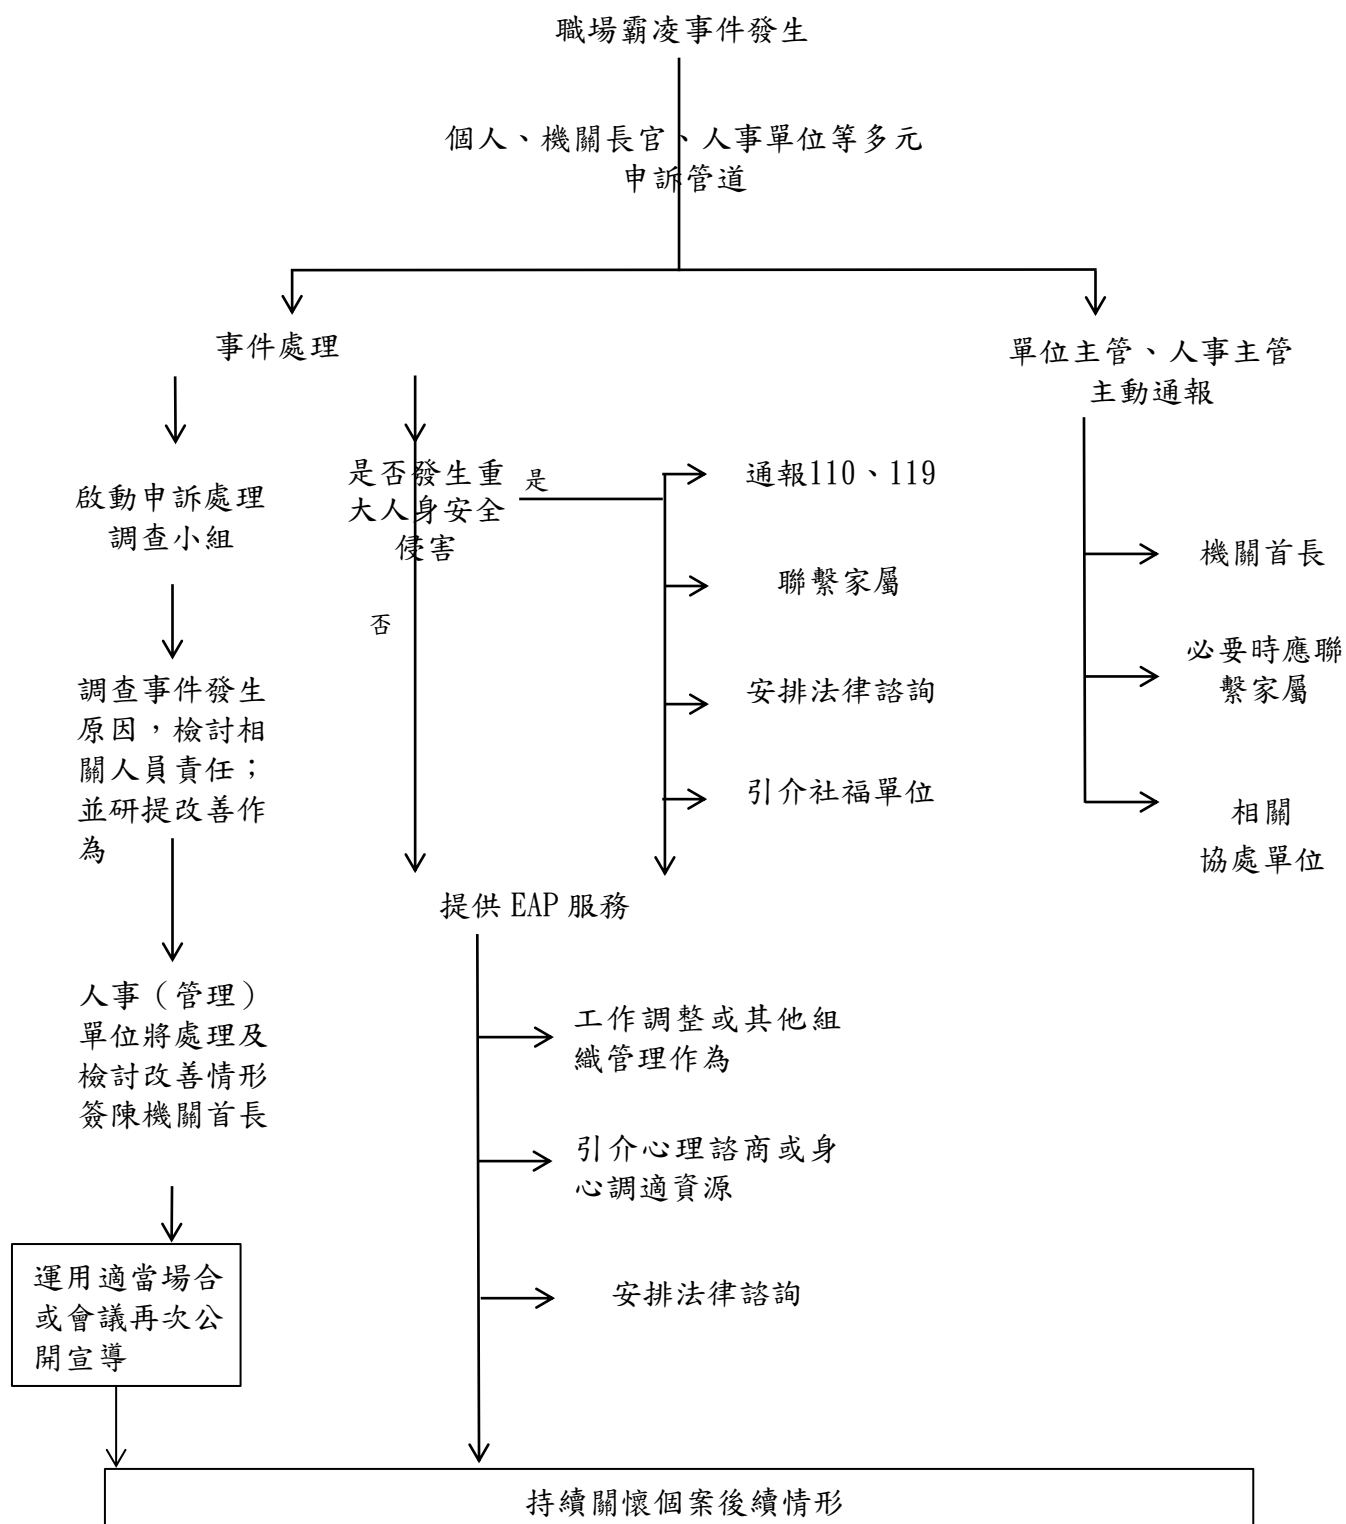 職場霸凌事件發生
個人、機關長官、人事單位等多元
申訴管道
事件處理
單位主管、人事主管
主動通報
啟動申訴處理
調查小組
調查事件發生
原因，檢討相
關人員責任；
並研提改善作
為
人事（管理）
單位將處理及
檢討改善情形
簽陳機關首長
運用適當場合
或會議再次公
開宣導
是否發生重
大人身安全
侵害
是
否
通報110、119
聯繫家屬
安排法律諮詢
引介社福單位
提供 EAP 服務
工作調整或其他組
織管理作為
引介心理諮商或身
心調適資源
安排法律諮詢
機關首長
必要時應聯
繫家屬
相關
協處單位
持續關懷個案後續情形